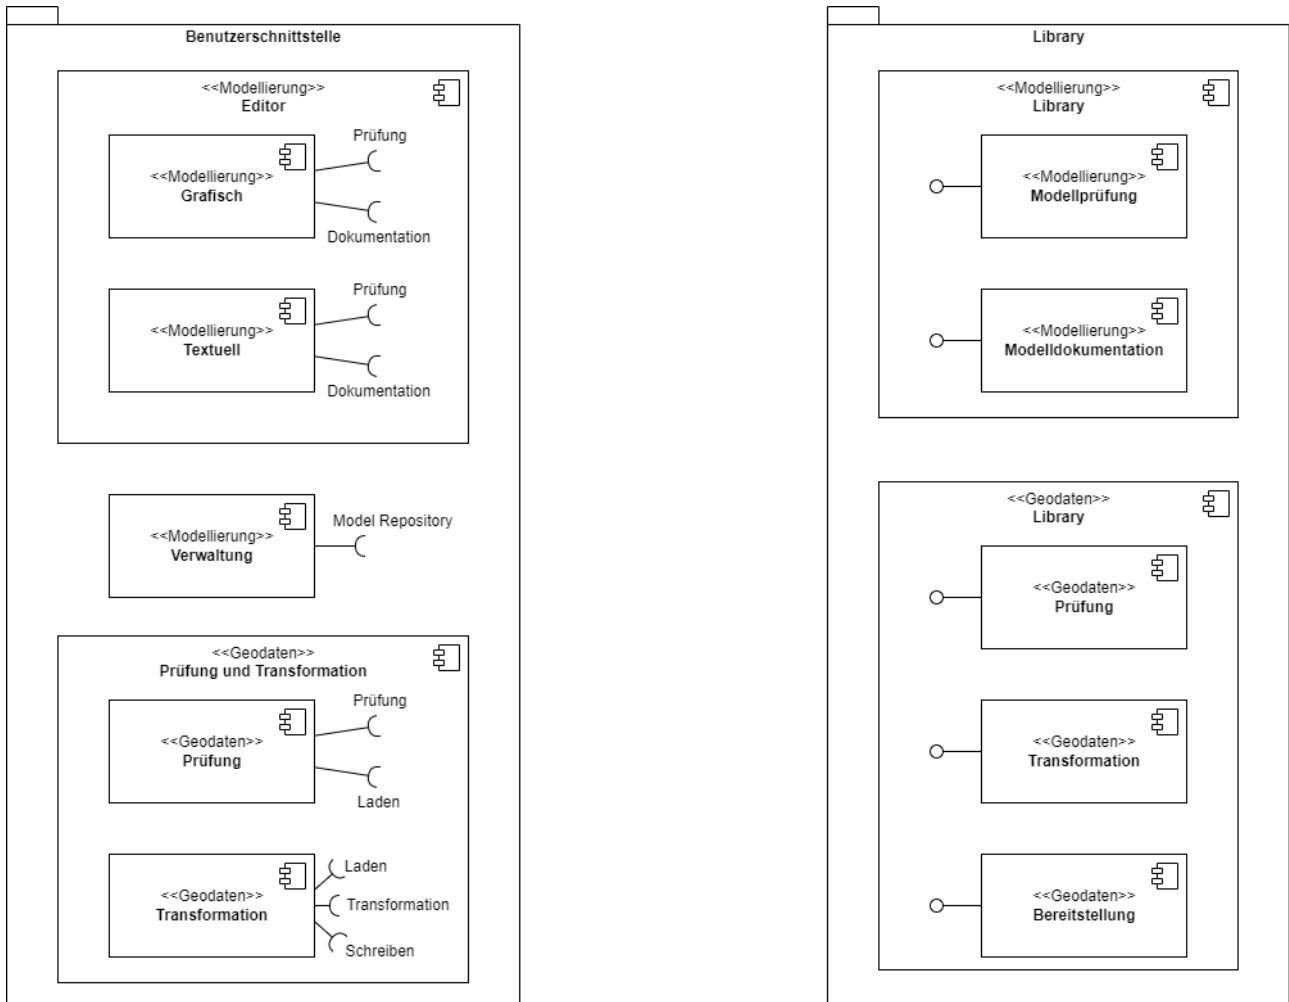 Benutzerschnittstelle
<<Modellierung>>
Editor
<<Modellierung>>
Grafisch
Prüfung
Dokumentation
<<Modellierung>>
Textuell
Prüfung
Dokumentation
<<Modellierung>>
Verwaltung
Model Repository
<<Geodaten>>
Prüfung und Transformation
<<Geodaten>>
Prüfung
Prüfung
Laden
<<Geodaten>>
Transformation
Laden
Transformation
Schreiben
Library
<<Modellierung>>
Library
<<Modellierung>>
Modellprüfung
<<Modellierung>>
Modelldokumentation
<<Geodaten>>
Library
<<Geodaten>>
Prüfung
<<Geodaten>>
Transformation
<<Geodaten>>
Bereitstellung